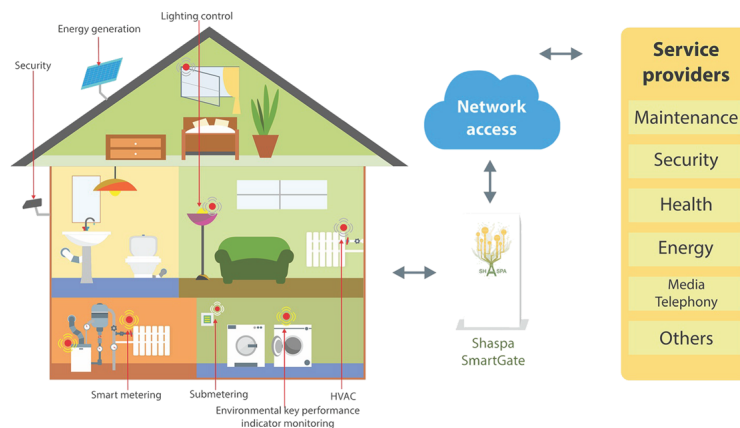 Lighting control
Energy generation
Security
Network
access
SHASPA
Shaspa
SmartGate
Smart metering
Submetering
HVAC
Environmental key performance
indicator monitoring
Service
providers
Maintenance
Security
Health
Energy
Media
Telephony
Others